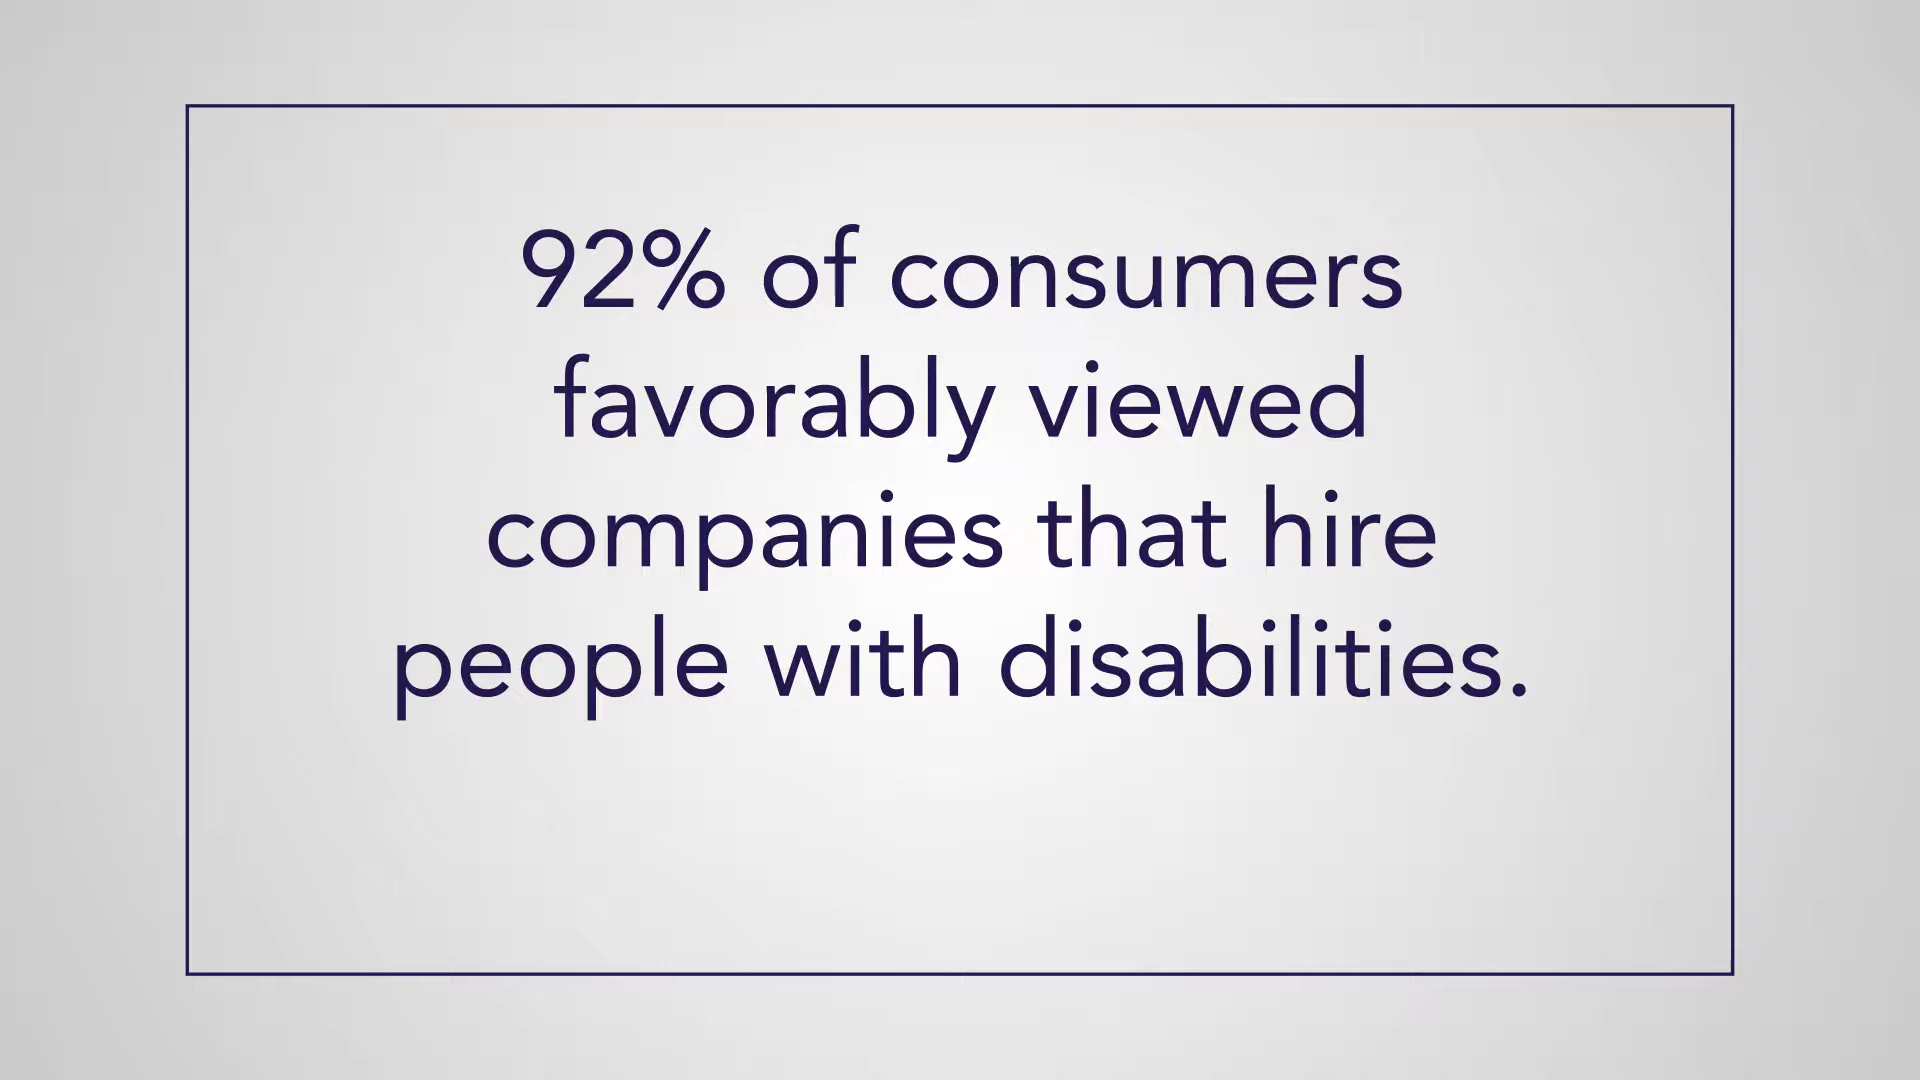 92% of consumers
favorably viewed
companies that hire
people with disabilities.